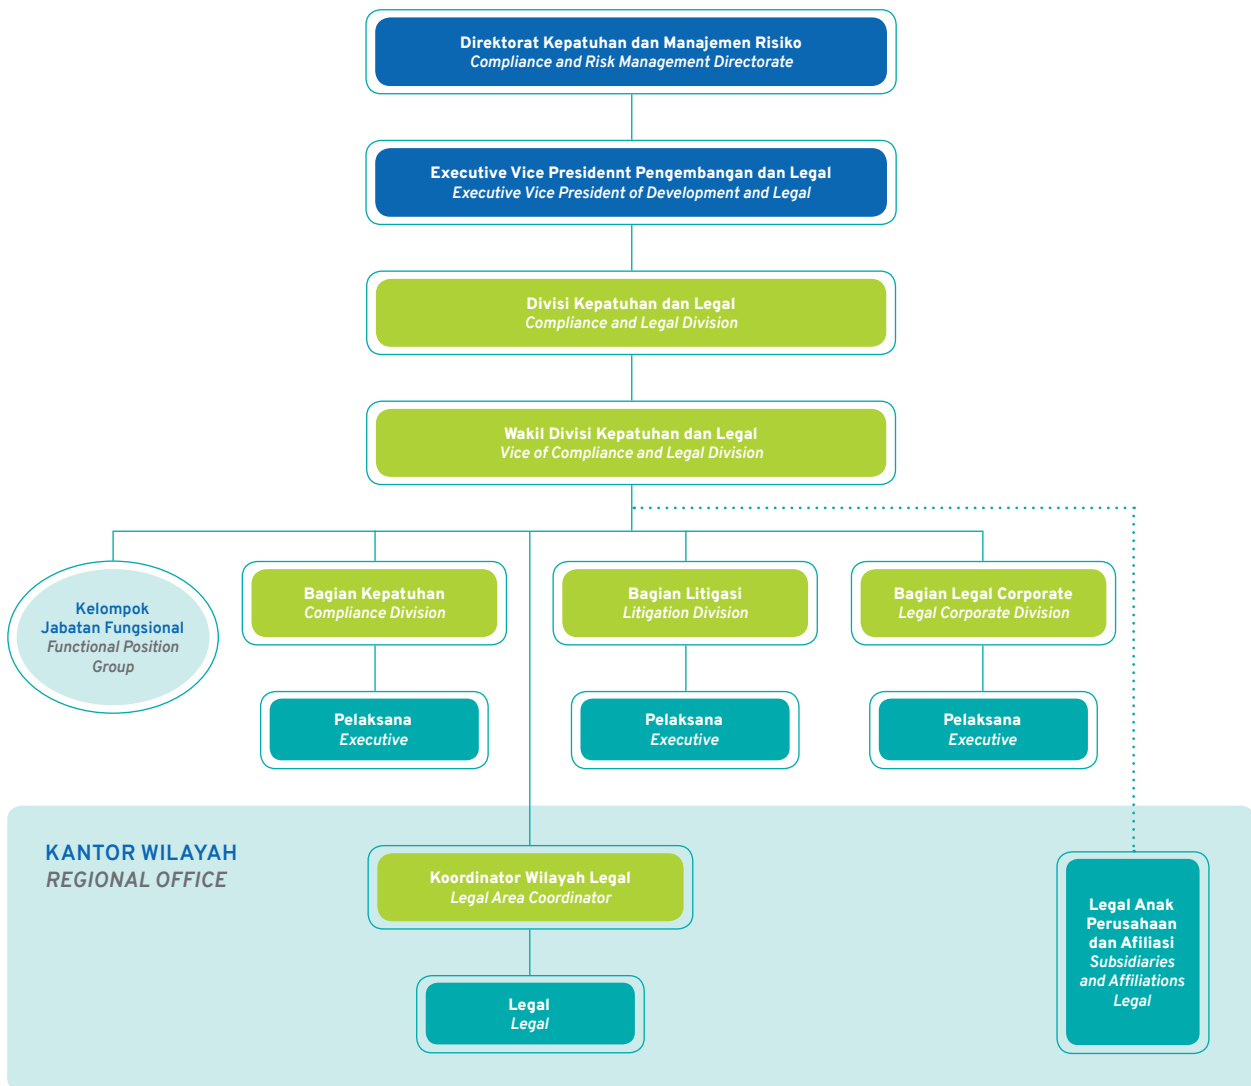 Direktorat Kepatuhan dan Manajemen Risiko
Compliance and Risk Management Directorate
Executive Vice Presidennt Pengembangan dan Legal
Executive Vice President of Development and Legal
Divisi Kepatuhan dan Legal
Compliance and Legal Division
Wakil Divisi Kepatuhan dan Legal
Vice of Compliance and Legal Division
Kelompok
Jabatan Fungsional
Functional Position
Group
Bagian Kepatuhan
Compliance Division
Bagian Litigasi
Litigation Division
Bagian Legal Corporate
Legal Corporate Division
Pelaksana
Executive
Pelaksana
Executive
Pelaksana
Executive
KANTOR WILAYAH
REGIONAL OFFICE
Koordinator Wilayah Legal
Legal Area Coordinator
Legal
Legal
Legal Anak
Perusahaan
dan Afiliasi
Subsidiaries
and Affiliations
Legal